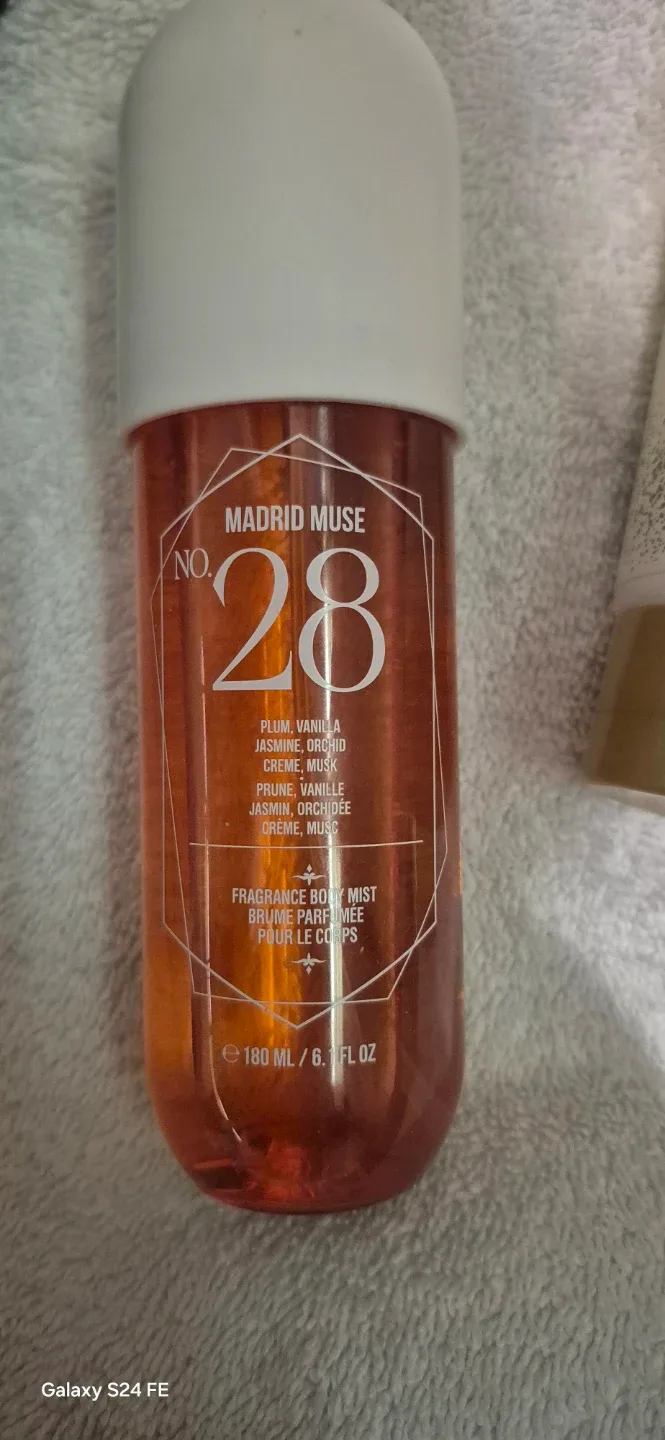 MADRID MUSE
NO. 28
PLUM, VANILLA
JASMINE, ORCHID
CREME, MUSK
-
PRUNE, VANILLE
JASMIN, ORCHIDÉE
CRÈME, MUSC
FRAGRANCE BODY MIST
BRUME PARFUMÉE
POUR LE CORPS
℮ 180 ML / 6.1 FL OZ
Galaxy S24 FE